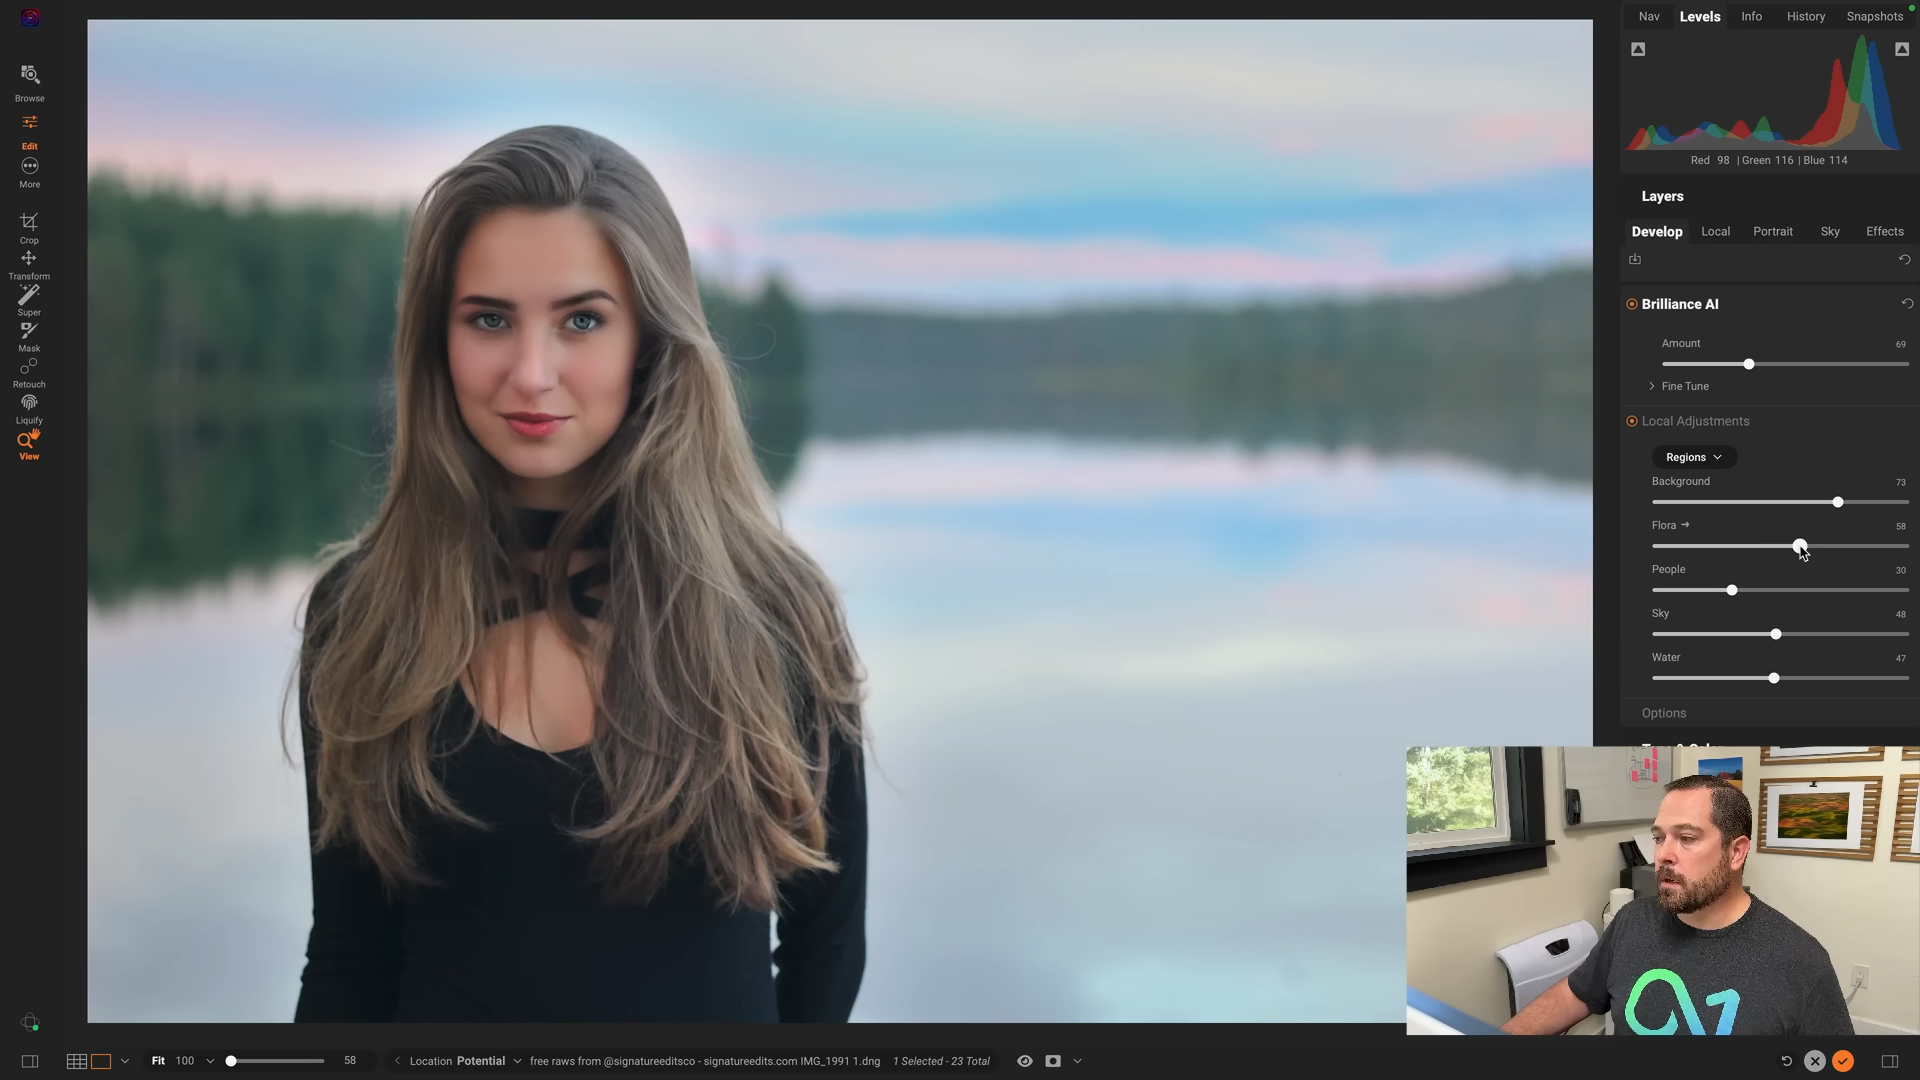 Nav Levels Info History Snapshots
Red 98 | Green 116 | Blue 114
Layers
Develop Local Portrait Sky Effects
Brilliance AI
Amount 69
Fine Tune
Local Adjustments
Regions
Background 73
Flora 58
People 30
Sky 48
Water 47
Options
Browse
Edit
More
Crop
Transform
Super
Mask
Retouch
Liquify
View
Fit 100 58 Location Potential free raws from @signatureeditsco - signatureedits.com IMG_1991 1.dng 1 Selected - 23 Total